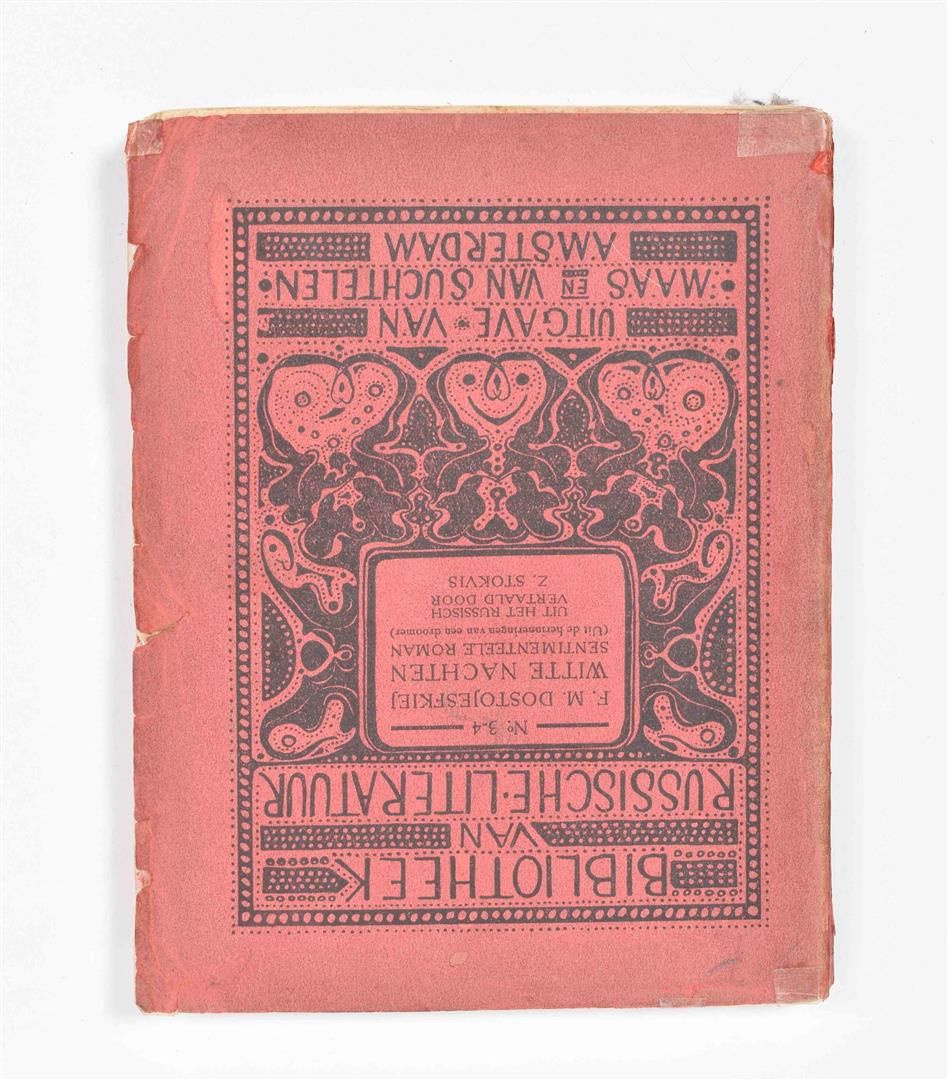 BIBLIOTHEEK
VAN
RUSSISCHE·LITERATUUR
Nº 3-4
F. M. DOSTOJESFKIEJ
WITTE NACHTEN
SENTIMENTEELE ROMAN
(Uit de herinneringen van een droomer)
UIT HET RUSSISCH
VERTAALD DOOR
Z. STOKVIS
UITGAVE·VAN
MAAS EN VAN SUCHTELEN·
AMSTERDAM